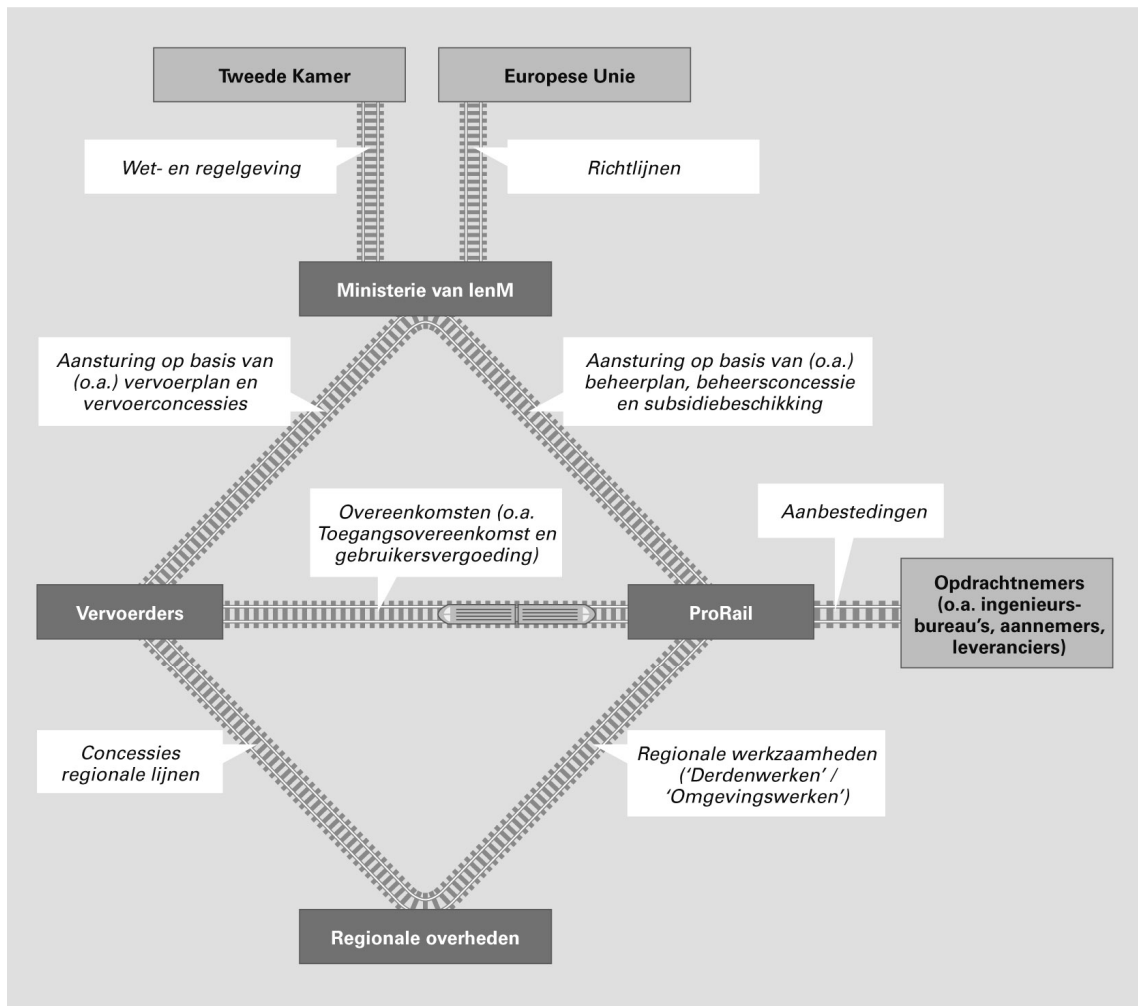 Tweede Kamer
Europese Unie
Wet- en regelgeving
Richtlijnen
Ministerie van IenM
Aansturing op basis van
(o.a.) vervoerplan en
vervoerconcessies
Aansturing op basis van (o.a.)
beheerplan, beheersconcessie
en subsidiebeschikking
Overeenkomsten (o.a.
Toegangsovereenkomst en
gebruikersvergoeding)
Aanbestedingen
Vervoerders
ProRail
Opdrachtnemers
(o.a. ingenieurs-
bureau's, aannemers,
leveranciers)
Concessies
regionale lijnen
Regionale werkzaamheden
(‘Derdenwerken’ /
‘Omgevingswerken’)
Regionale overheden